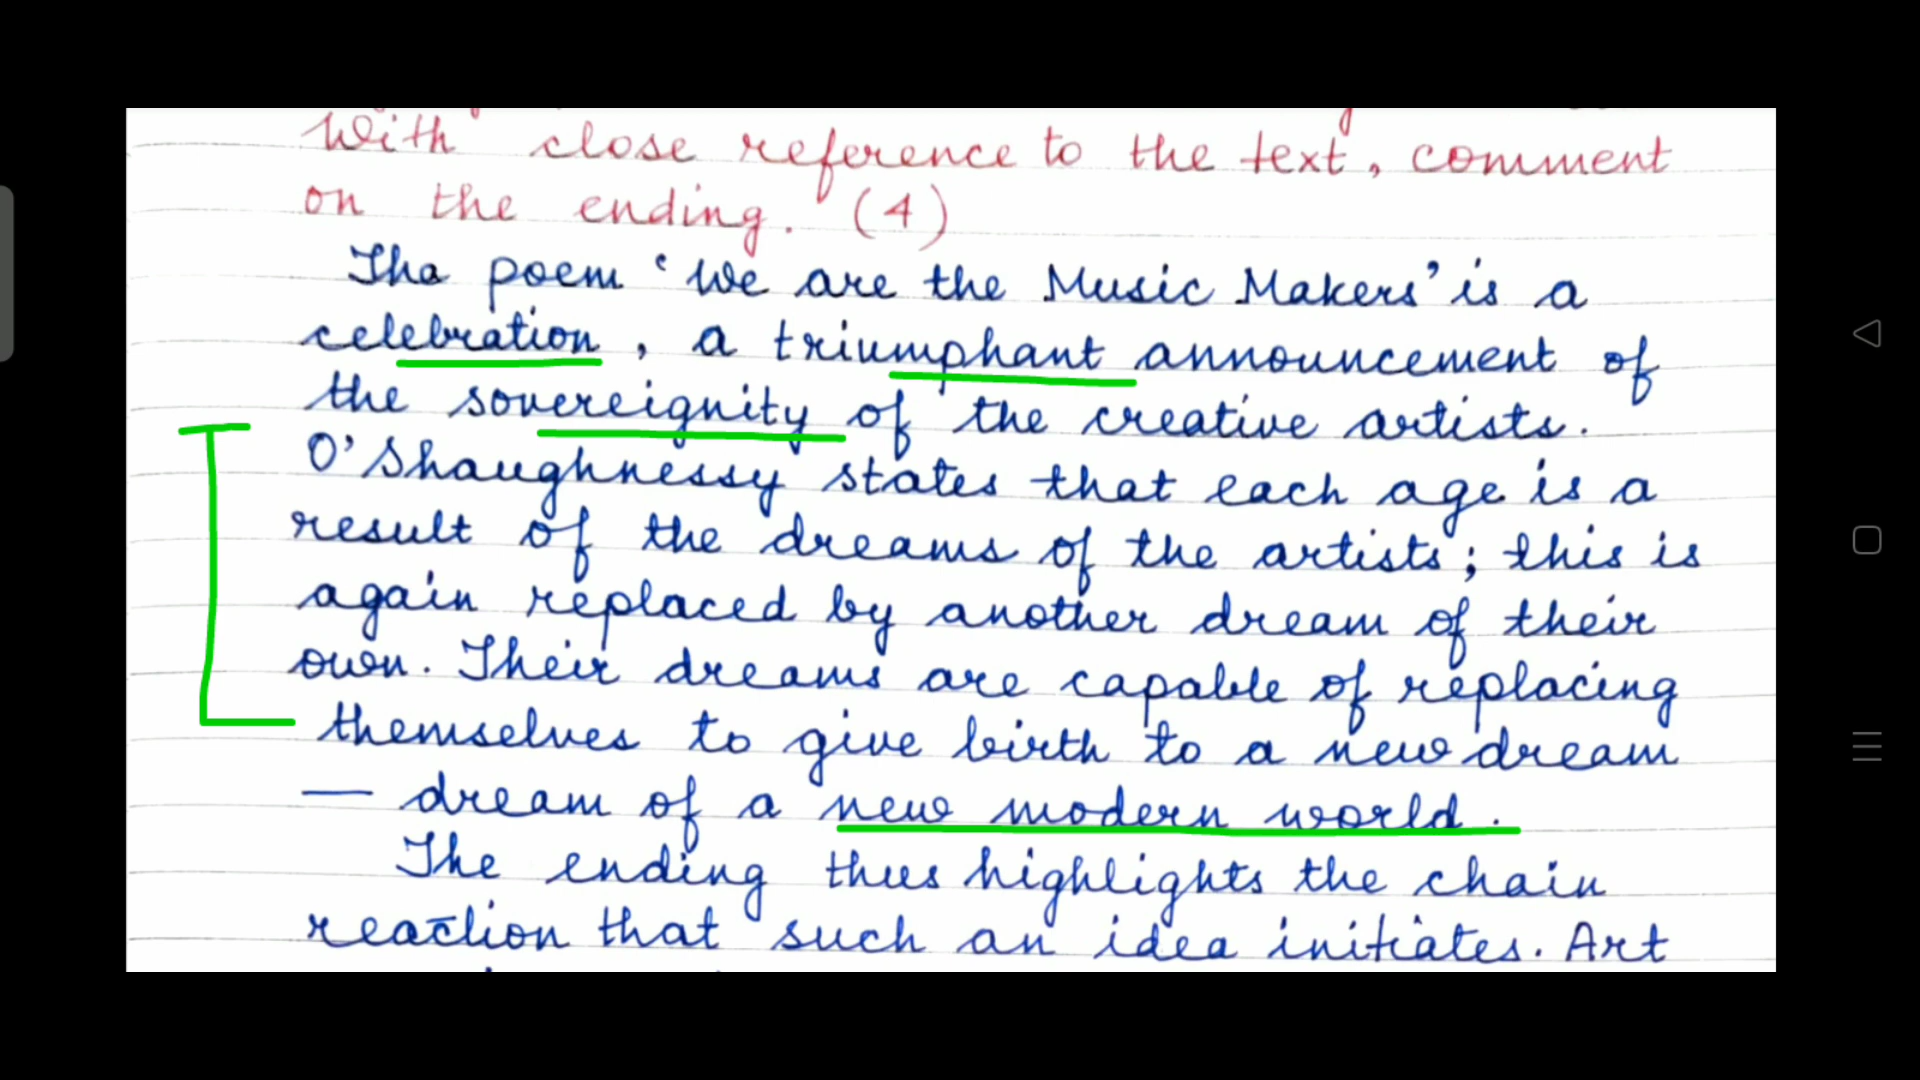 With close reference to the text, comment
on the ending. (4)
Tha poem 'We are the Music Makers' is a
celebration, a triumphant announcement of
the sovereignity of the creative artists.
O'Shaughnessy states that each age is a
result of the dreams of the artists; this is
again replaced by another dream of their
own. Their dreams are capable of replacing
themselves to give birth to a new dream
— dream of a new modern world.
The ending thus highlights the chain
reaction that such an idea initiates. Art